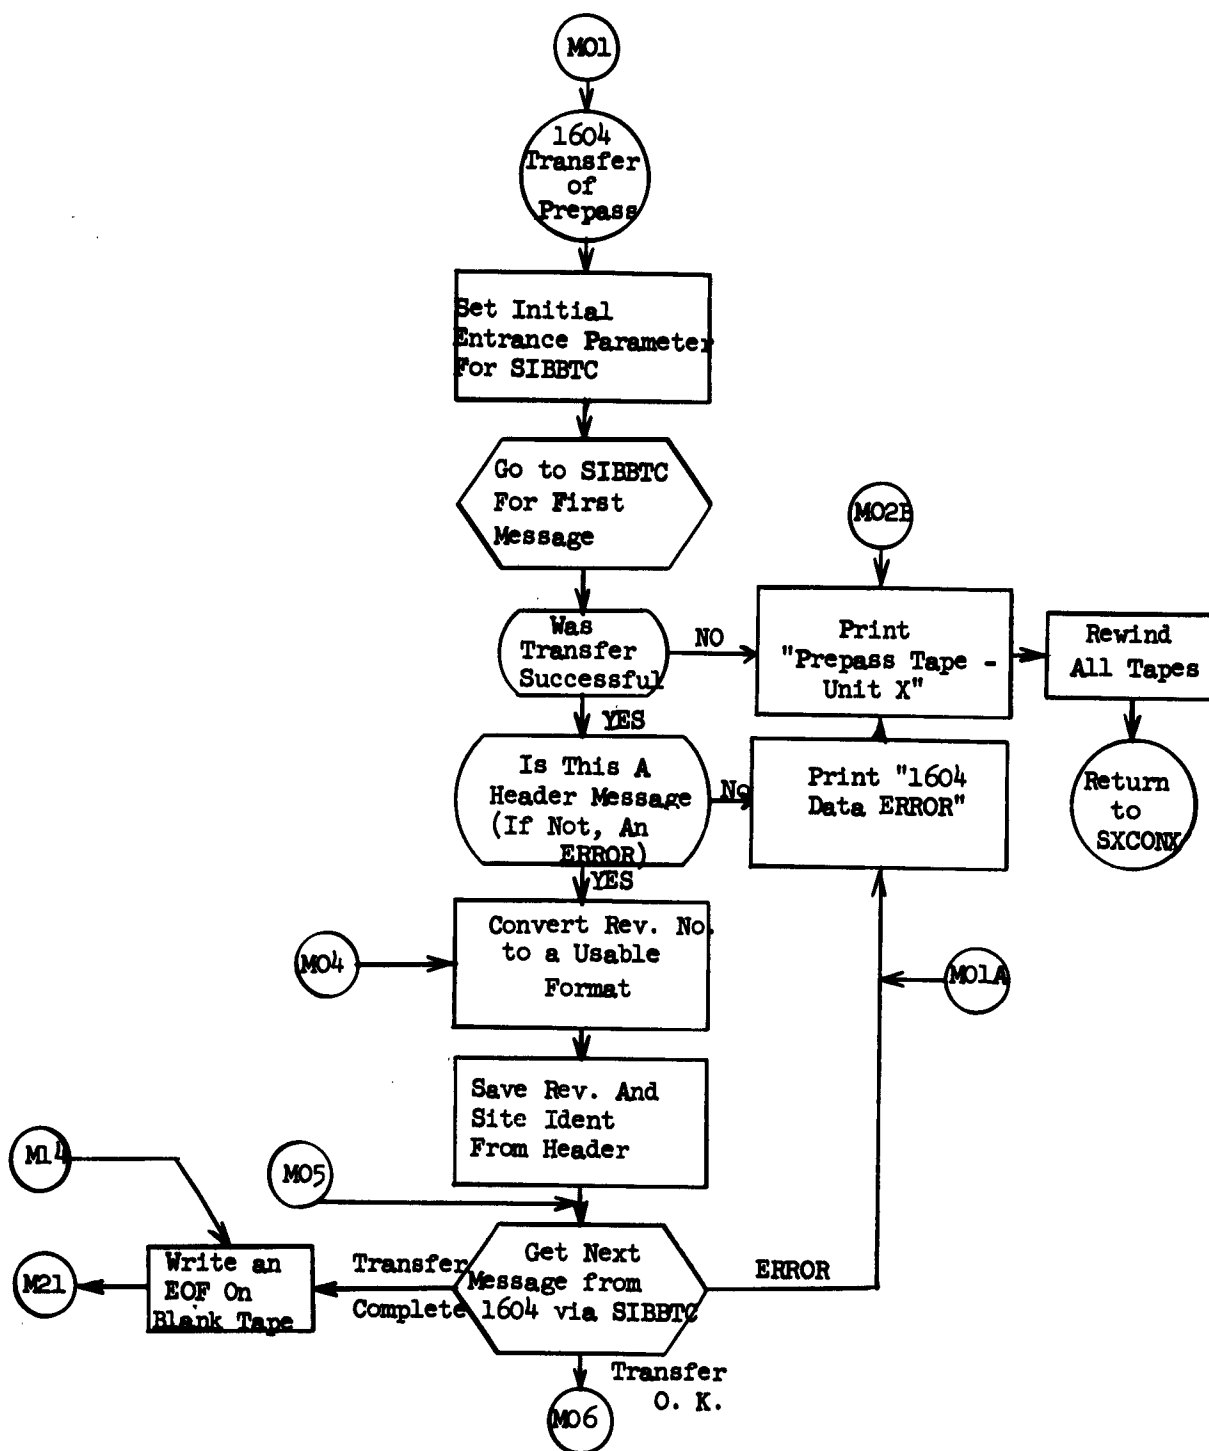 M01
1604
Transfer
of
Prepass
Set Initial
Entrance Parameter
For SIBBTC
Go to SIBBTC
For First
Message
M02B
Was
Transfer
Successful
NO
Print
"Prepass Tape -
Unit X"
Rewind
All Tapes
YES
Is This A
Header Message
(If Not, An
ERROR)
No
Print "1604
Data ERROR"
Return
to
SXCONX
YES
Convert Rev. No.
to a Usable
Format
M04
M01A
Save Rev. And
Site Ident
From Header
M14
M05
Get Next
Message from
1604 via SIBBTC
ERROR
Transfer
Complete
Write an
EOF On
Blank Tape
M21
Transfer
O. K.
M06